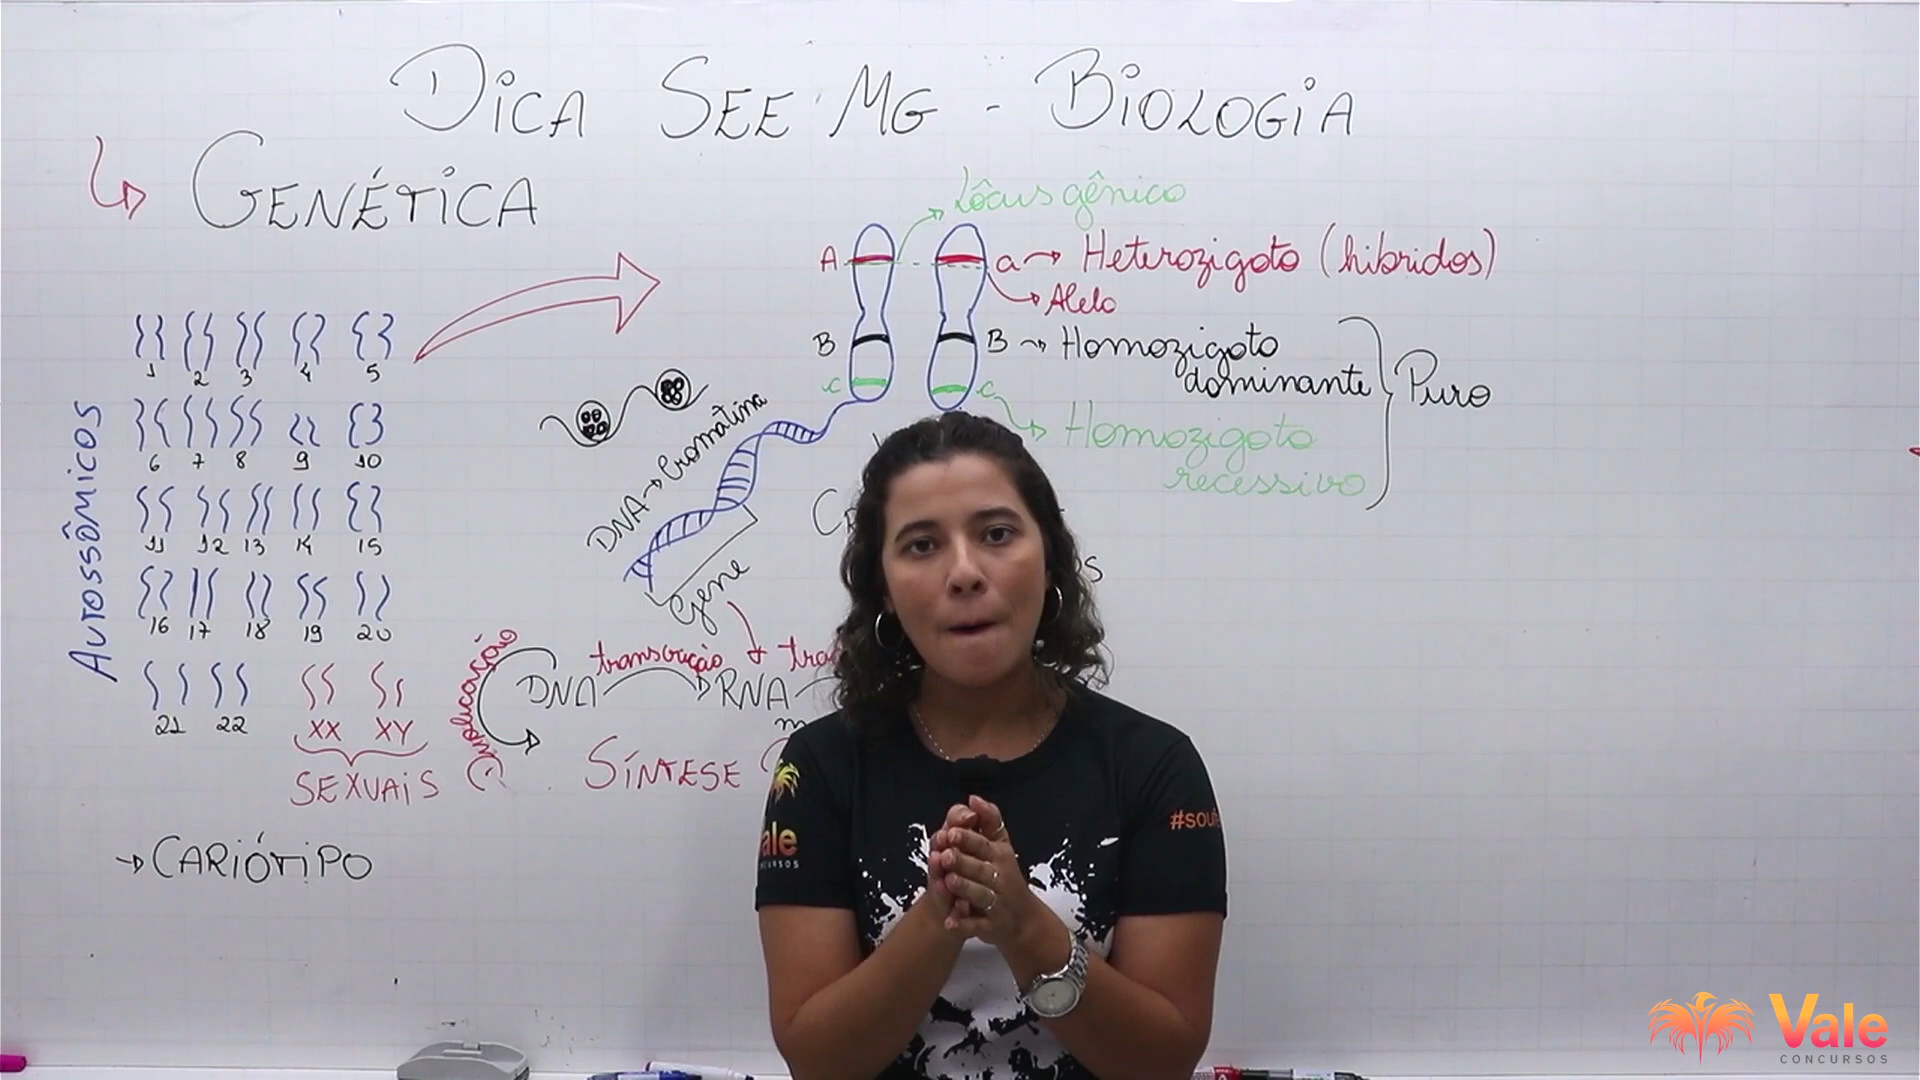 DICA SEE MG - BIOLOGIA
GENÉTICA
Lôcus gênico
A
a → Heterozigoto (híbridos)
Alelo
B
B → Homozigoto
dominante
Puro
c
c
Homozigoto
recessivo
1 2 3 4 5
6 7 8 9 10
11 12 13 14 15
16 17 18 19 20
21 22
XX XY
SEXUAIS
AUTOSSÔMICOS
→ CARIÓTIPO
DNA → Cromatina
Gene
transcrição
DNA
RNA
m
SÍNTESE
ale
#sou
Vale
CONCURSOS